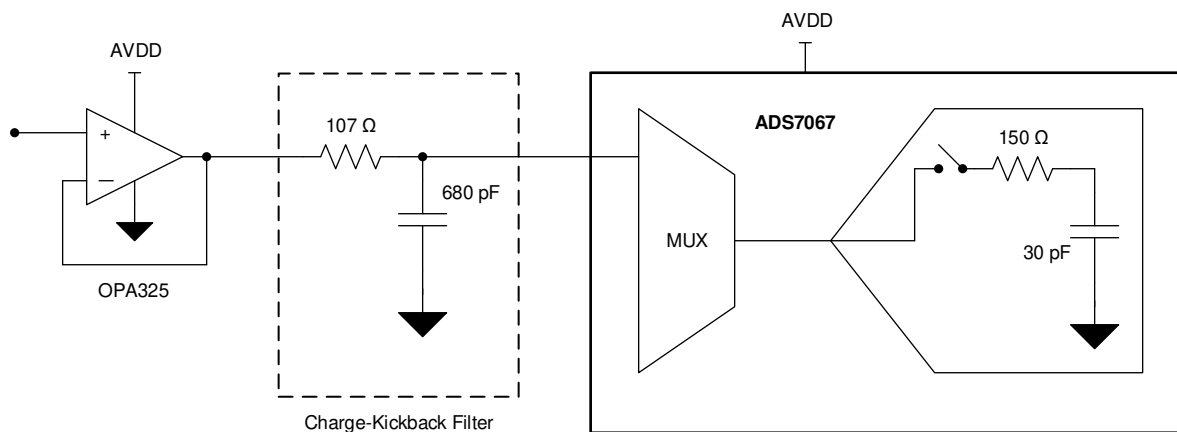 AVDD
AVDD
107 Ω
ADS7067
150 Ω
+
−
680 pF
MUX
30 pF
OPA325
Charge-Kickback Filter